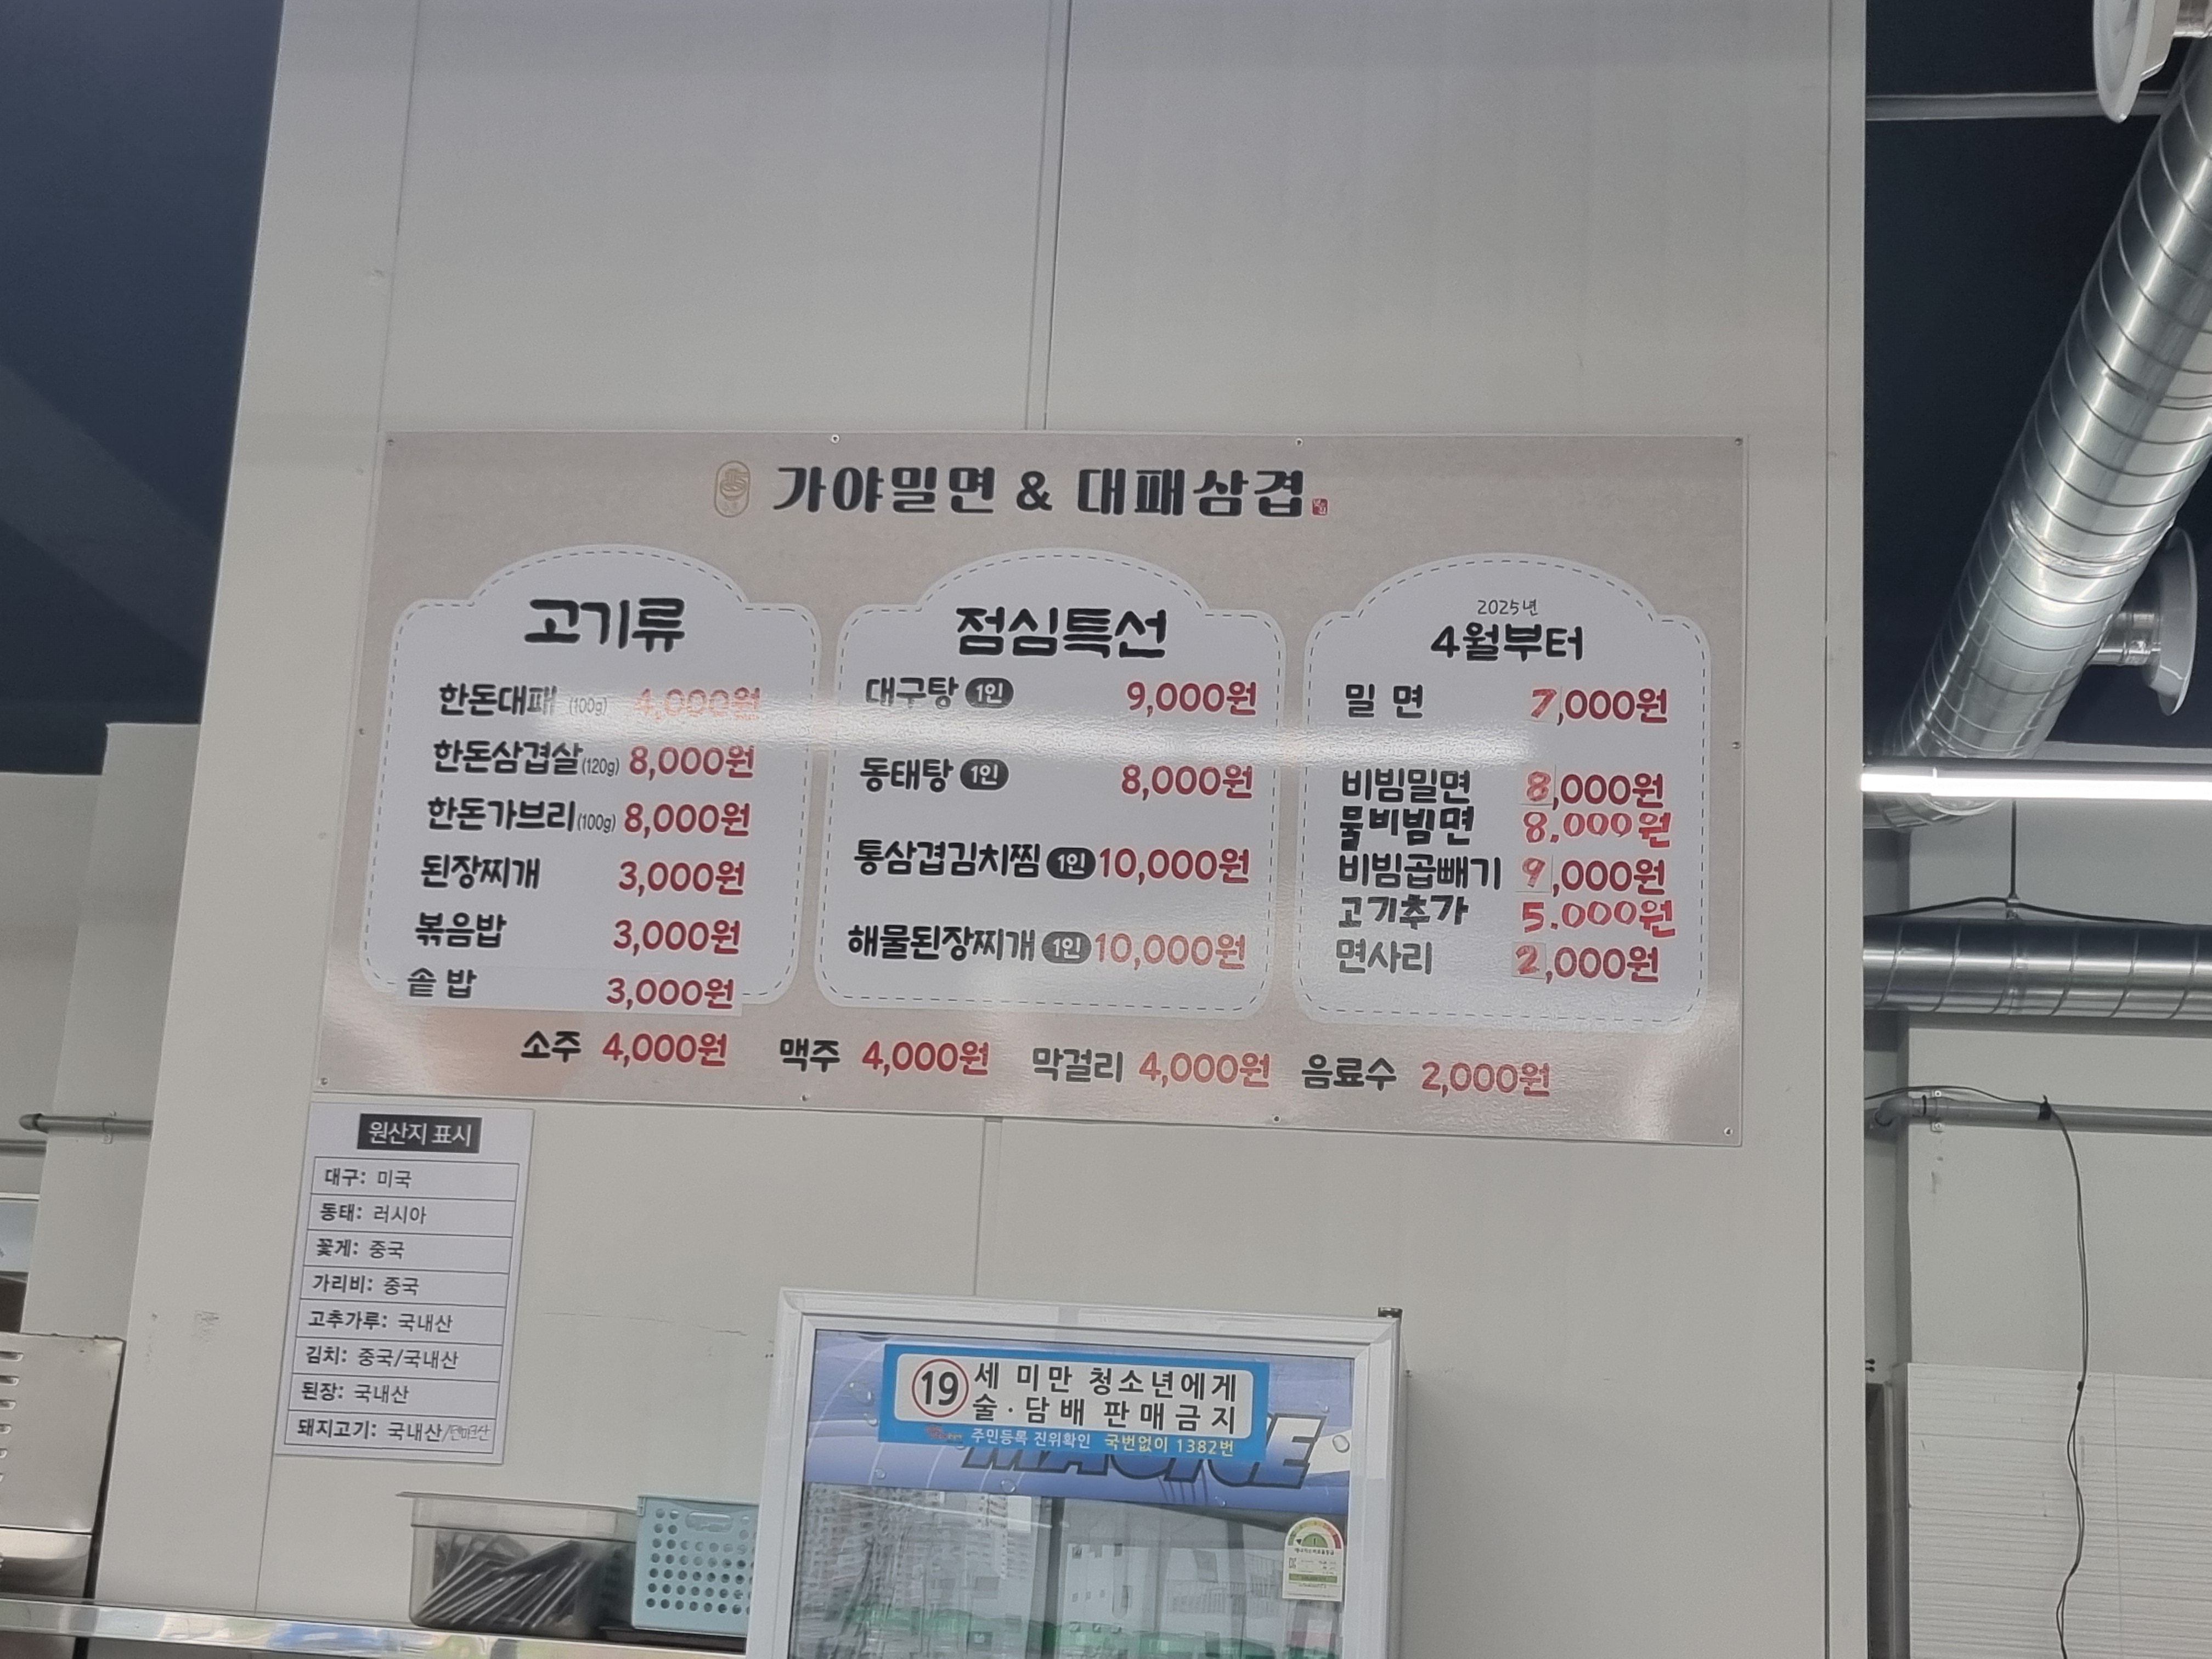 가야밀면 & 대패삼겹
고기류
한돈대패 (100g) 4,000원
한돈삼겹살 (120g) 8,000원
한돈가브리 (100g) 8,000원
된장찌개 3,000원
볶음밥 3,000원
솥밥 3,000원
점심특선
대구탕 1인 9,000원
동태탕 1인 8,000원
통삼겹김치찜 1인 10,000원
해물된장찌개 1인 10,000원
2025년
4월부터
밀면 7,000원
비빔밀면 8,000원
물비빔면 8.000원
비빔곱빼기 9,000원
고기추가 5.000원
면사리 2,000원
소주 4,000원 맥주 4,000원 막걸리 4,000원 음료수 2,000원
원산지 표시
대구: 미국
동태: 러시아
꽃게: 중국
가리비: 중국
고추가루: 국내산
김치: 중국/국내산
된장: 국내산
돼지고기: 국내산/덴마크산
19세 미만 청소년에게
술·담배 판매금지
주민등록 진위확인 국번없이 1382번